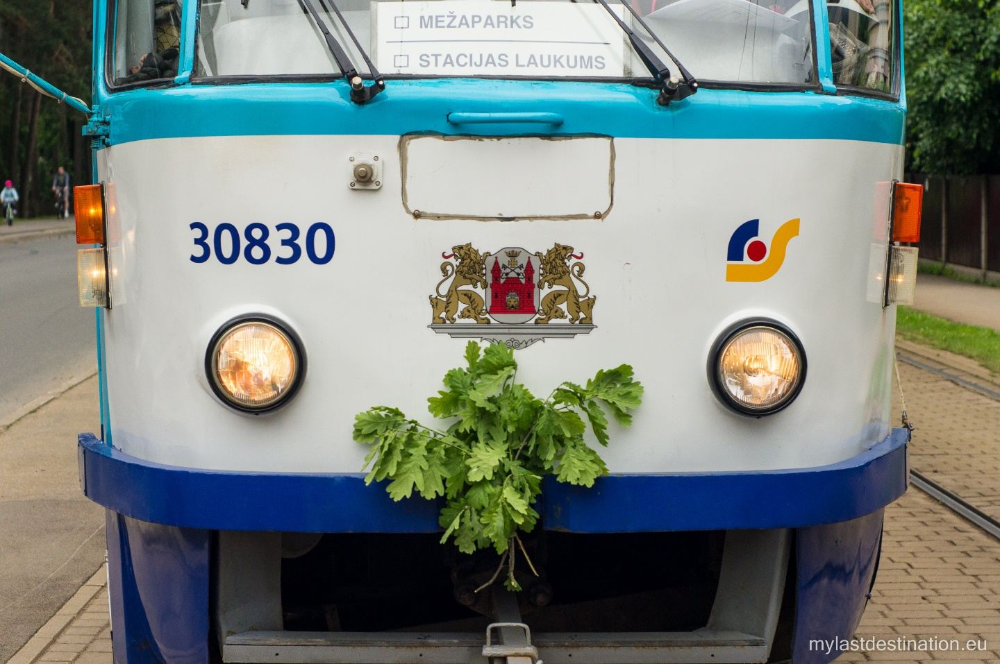 ☐ MEŽAPARKS
☐ STACIJAS LAUKUMS
30830
mylastdestination.eu